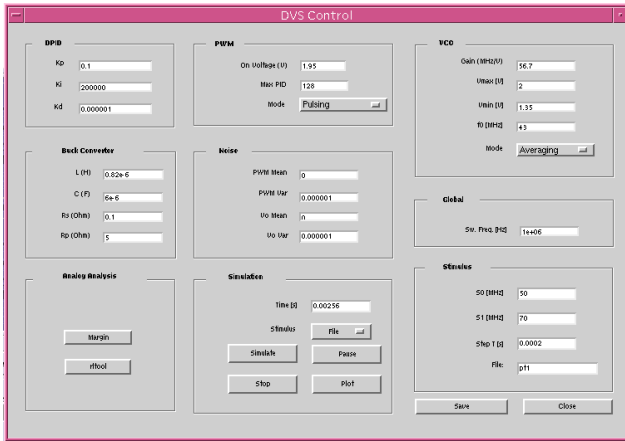 DVS Control
DPID
Kp 0.1
Ki 200000
Kd 0.000001
PWM
On Voltage (V) 1.95
Max PID 128
Mode Pulsing
VCO
Gain (MHz/V) 56.7
Vmax [V] 2
Vmin [V] 1.35
f0 [MHz] 43
Mode Averaging
Buck Converter
L (H) 0.82e-6
C (F) 6e-6
Rs (Ohm) 0.1
Rp (Ohm) 5
Noise
PWM Mean 0
PWM Var 0.000001
Vo Mean 0
Vo Var 0.000001
Global
Sw. Freq. [Hz] 1e+06
Analog Analysis
Margin
rltool
Simulation
Time [s] 0.00256
Stimulus File
Simulate Pause
Stop Plot
Stimulus
S0 [MHz] 50
S1 [MHz] 70
Step T [s] 0.0002
File: pt1
Save Close